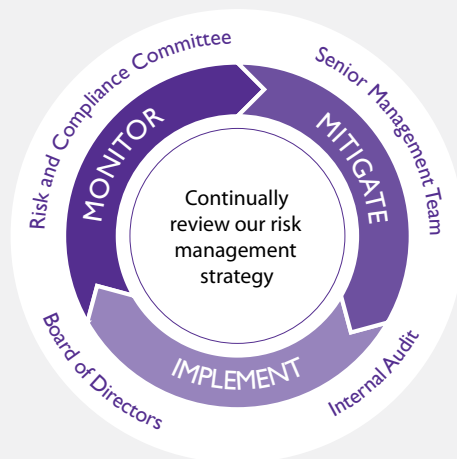 Risk and Compliance Committee
Senior Management Team
MONITOR
MITIGATE
Continually
review our risk
management
strategy
IMPLEMENT
Board of Directors
Internal Audit